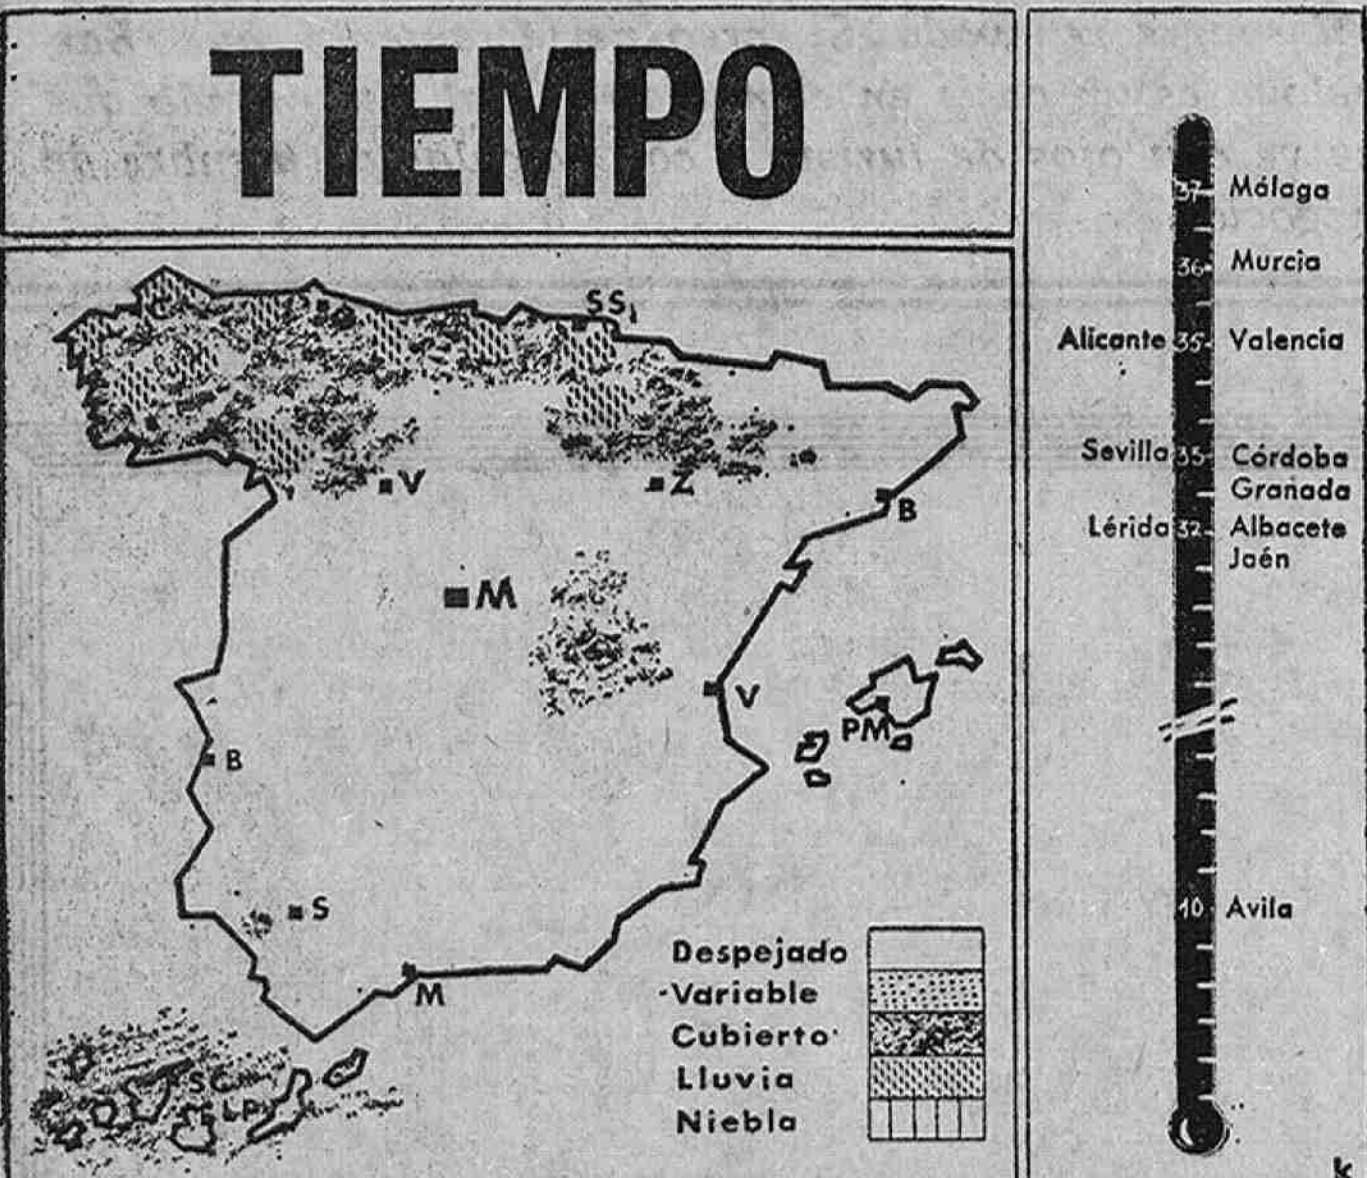 TIEMPO
SS
V
Z
B
M
V
PM
B
S
M
SC
LP
Despejado
Variable
Cubierto
Lluvia
Niebla
37 Málaga
36 Murcia
Alicante 35 Valencia
Sevilla 35 Córdoba
Granada
Lérida 32 Albacete
Jaén
10 Avila
k